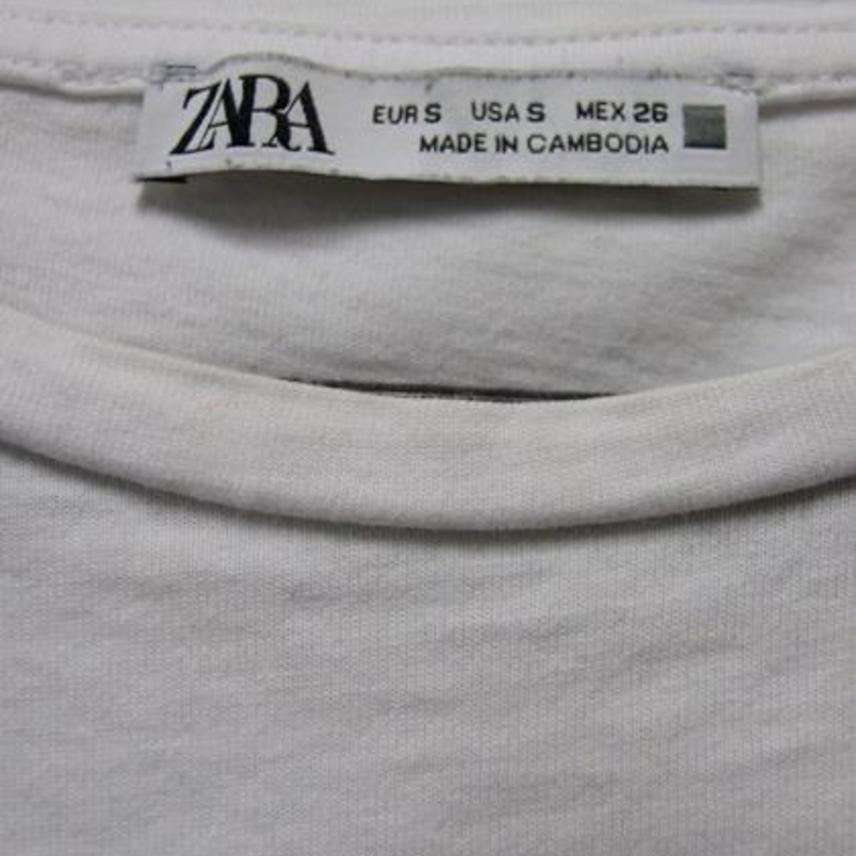 ZARA
EUR S USA S MEX 26
MADE IN CAMBODIA